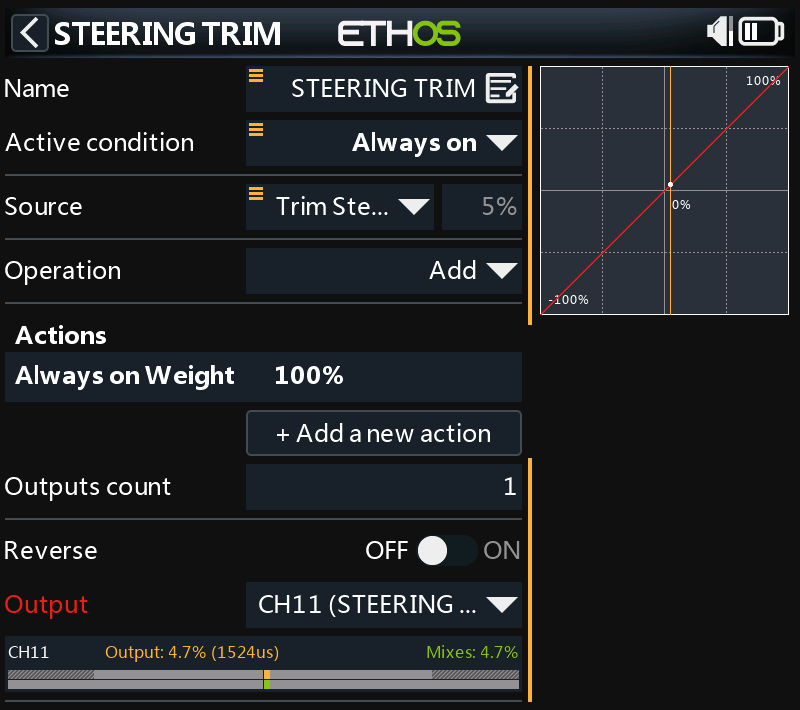 STEERING TRIM ETHOS
Name STEERING TRIM
Active condition Always on
Source Trim Ste... 5%
Operation Add
Actions
Always on Weight 100%
+ Add a new action
Outputs count 1
Reverse OFF ON
Output CH11 (STEERING ...
CH11 Output: 4.7% (1524us) Mixes: 4.7%
100%
0%
-100%